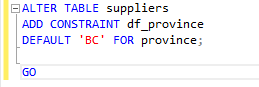 ALTER TABLE suppliers
ADD CONSTRAINT df_province
DEFAULT 'BC' FOR province;
GO